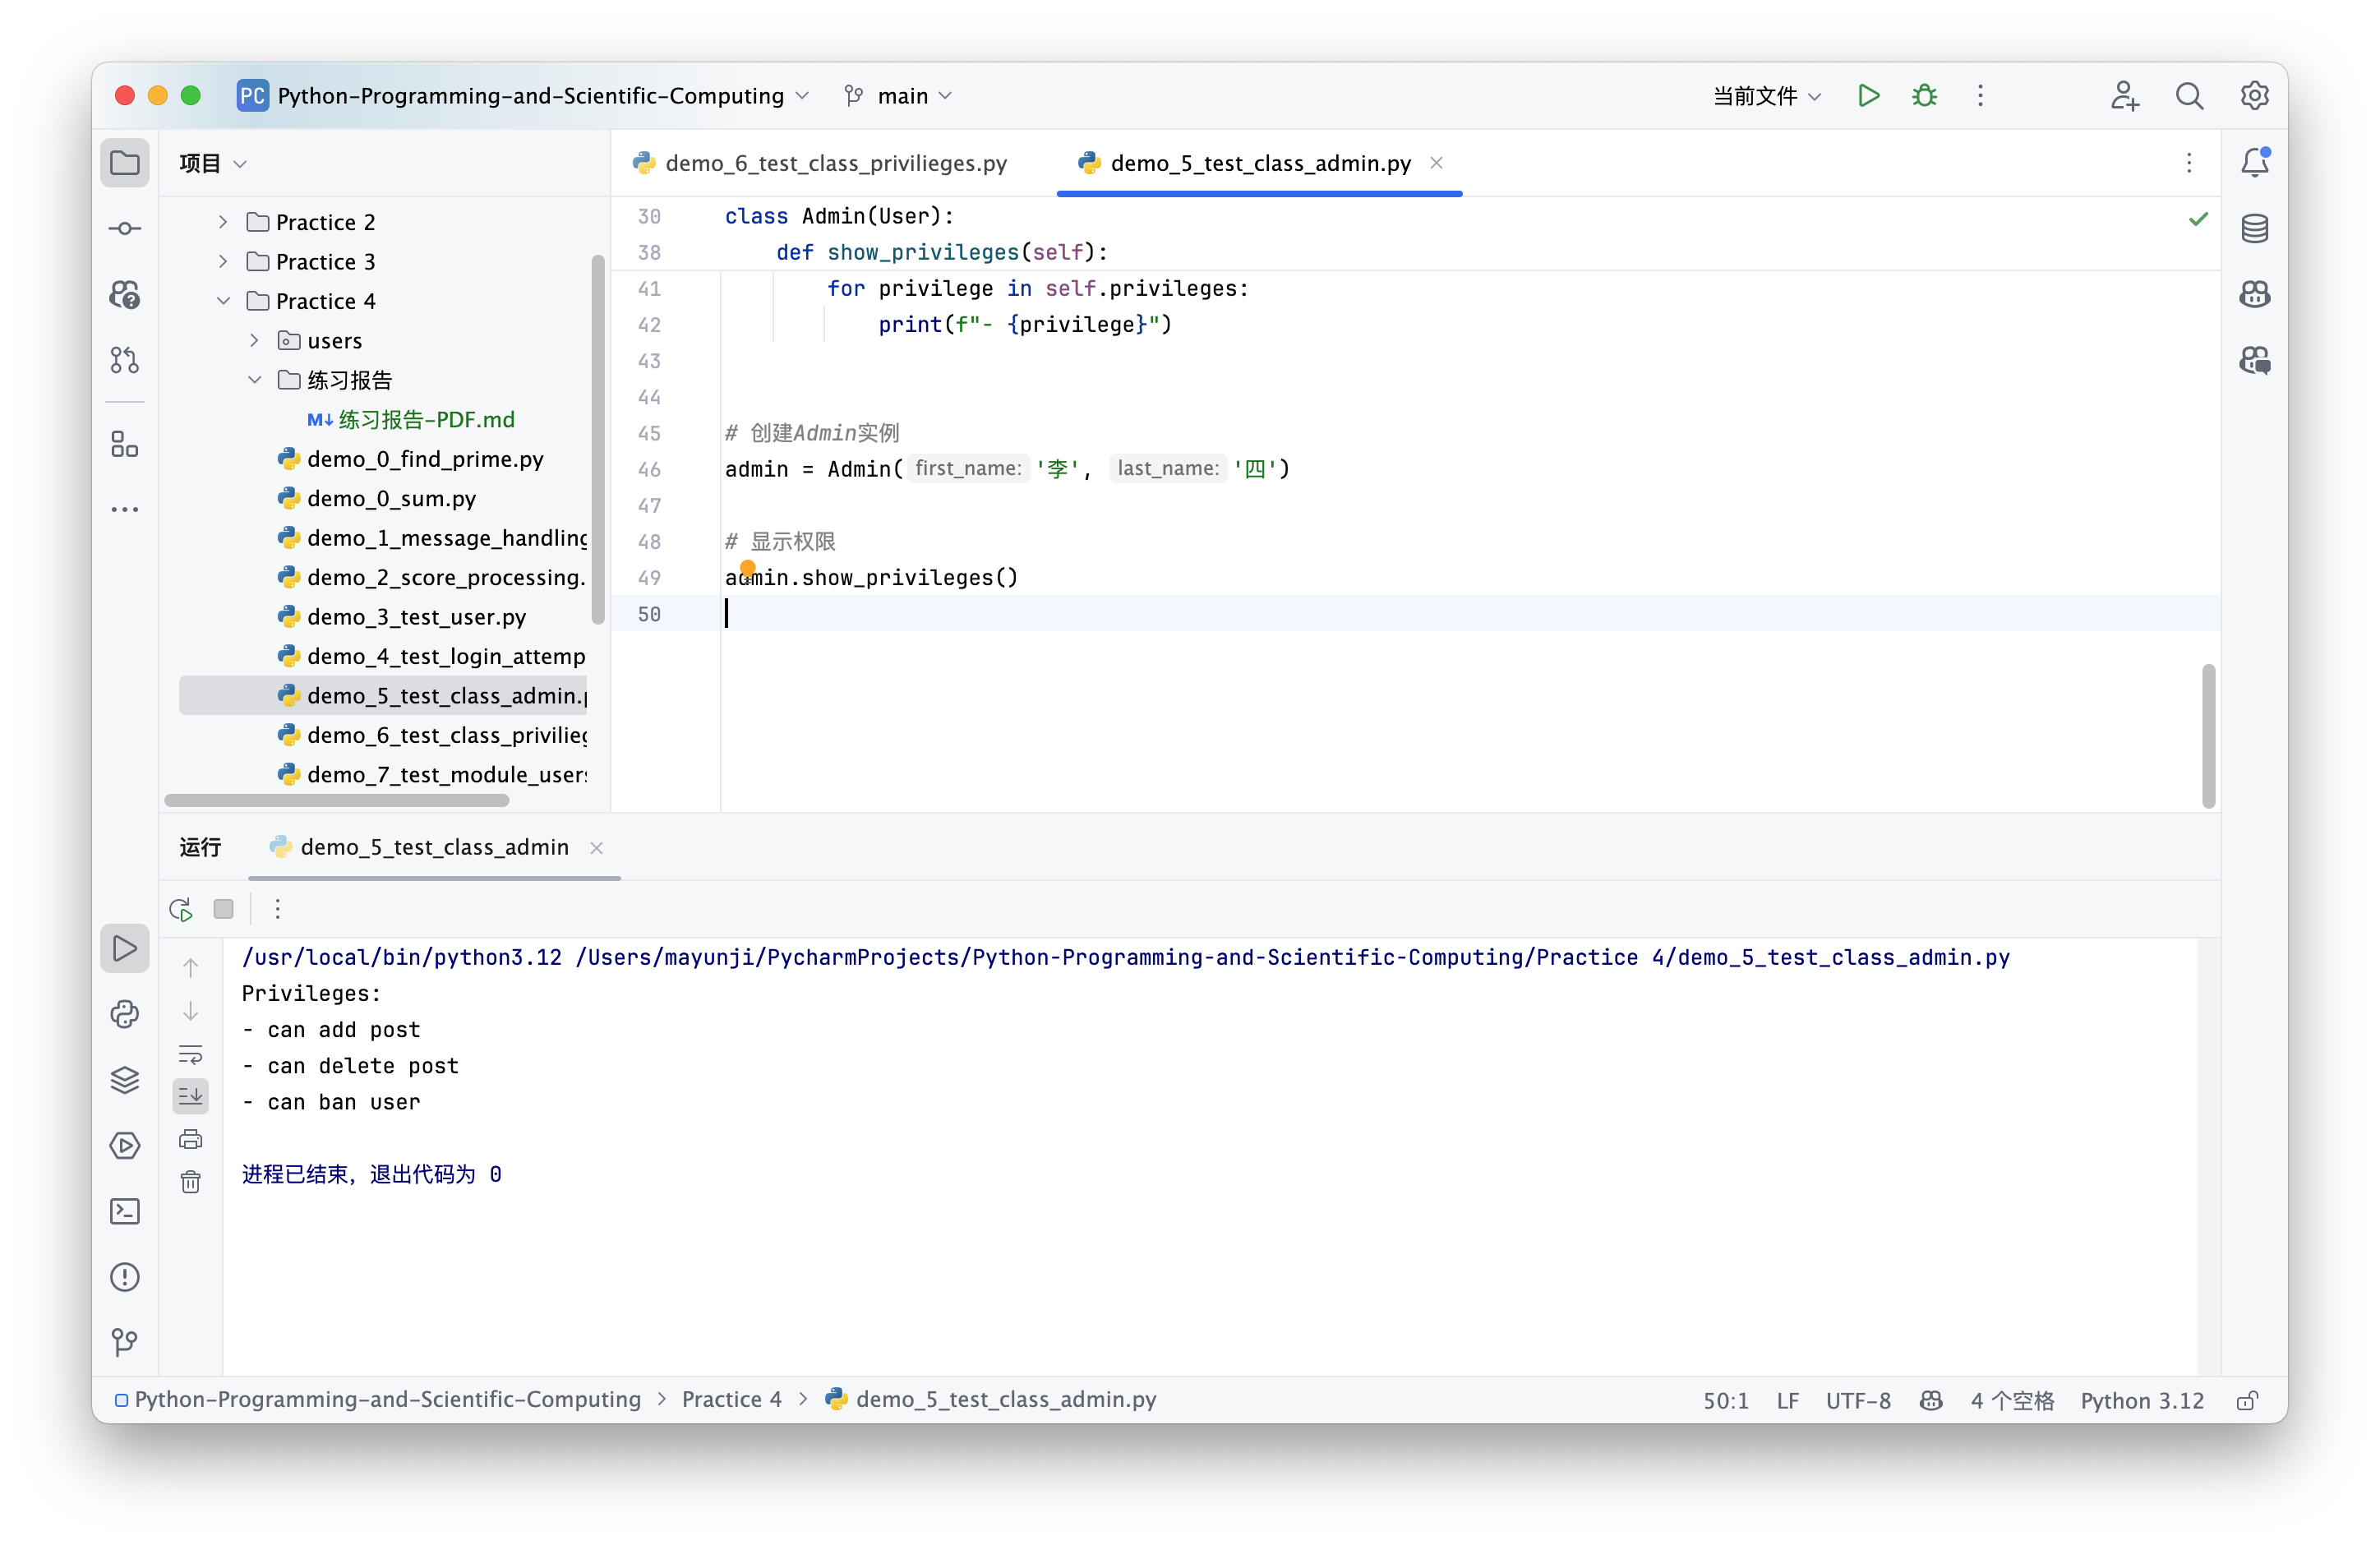 PC Python-Programming-and-Scientific-Computing main 当前文件
项目
Practice 2
Practice 3
Practice 4
users
练习报告
M↓ 练习报告-PDF.md
demo_0_find_prime.py
demo_0_sum.py
demo_1_message_handling
demo_2_score_processing.
demo_3_test_user.py
demo_4_test_login_attemp
demo_5_test_class_admin.p
demo_6_test_class_privilieg
demo_7_test_module_users
demo_6_test_class_privilieges.py demo_5_test_class_admin.py
30 class Admin(User):
38 def show_privileges(self):
41 for privilege in self.privileges:
42 print(f"- {privilege}")
43
44
45 # 创建Admin实例
46 admin = Admin( first_name: '李', last_name: '四')
47
48 # 显示权限
49 admin.show_privileges()
50
运行 demo_5_test_class_admin
/usr/local/bin/python3.12 /Users/mayunji/PycharmProjects/Python-Programming-and-Scientific-Computing/Practice 4/demo_5_test_class_admin.py
Privileges:
- can add post
- can delete post
- can ban user
进程已结束，退出代码为 0
Python-Programming-and-Scientific-Computing > Practice 4 > demo_5_test_class_admin.py 50:1 LF UTF-8 4 个空格 Python 3.12